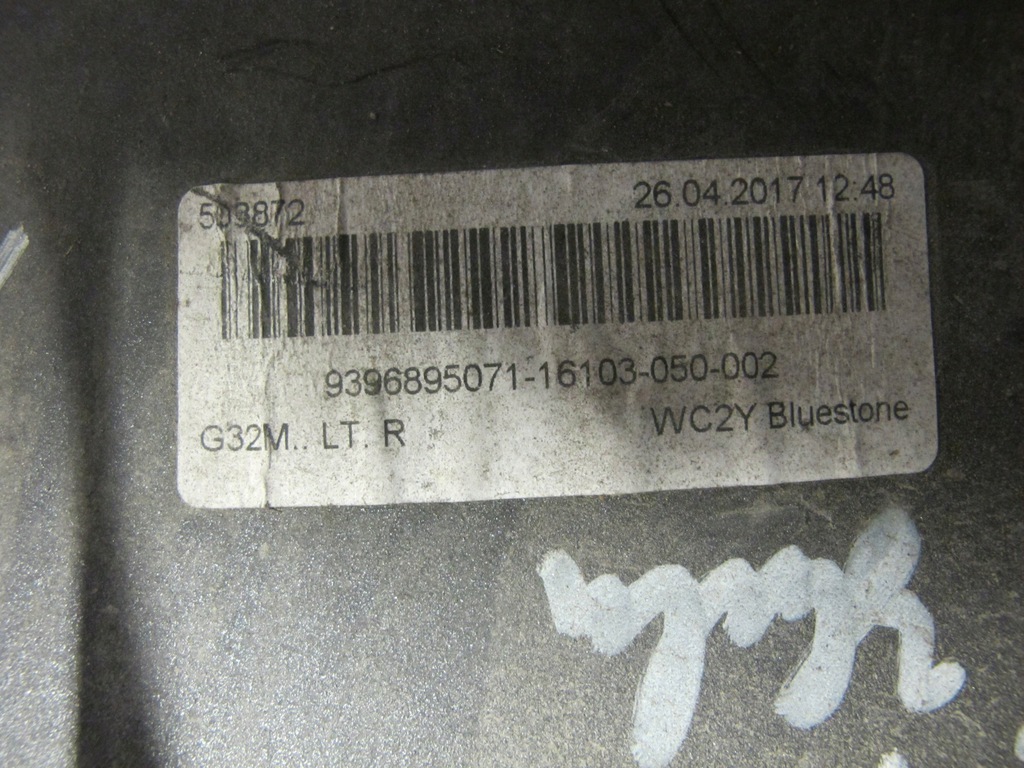 503872
26.04.2017 12:48
9396895071-16103-050-002
G32M.. LT. R
WC2Y Bluestone